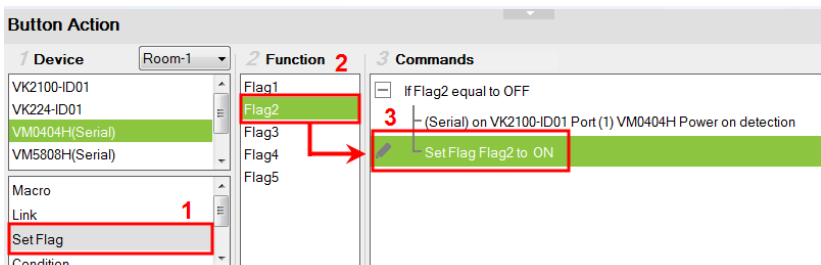 Button Action
1 Device Room-1
VK2100-ID01
VK224-ID01
VM0404H(Serial)
VM5808H(Serial)
Macro
Link 1
Set Flag
Condition
2 Function 2
Flag1
Flag2
Flag3
Flag4
Flag5
3 Commands
If Flag2 equal to OFF
3 (Serial) on VK2100-ID01 Port (1) VM0404H Power on detection
Set Flag Flag2 to ON